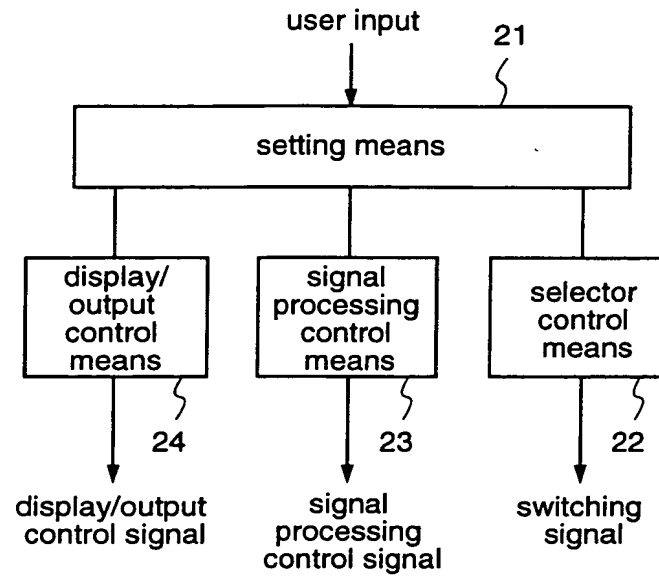 user input
21
setting means
display/
output
control
means
signal
processing
control
means
selector
control
means
24
23
22
display/output
control signal
signal
processing
control signal
switching
signal